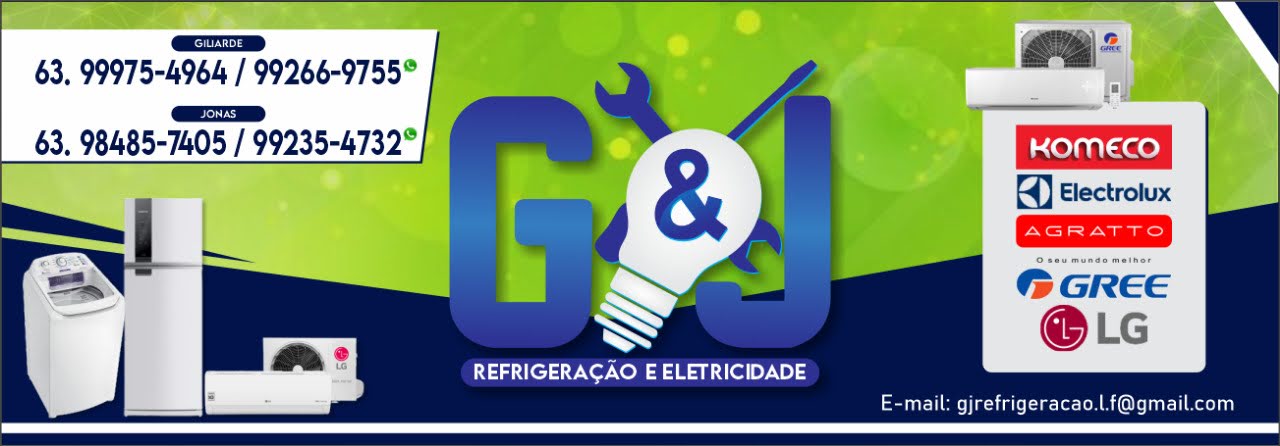 GILIARDE
63. 99975-4964 / 99266-9755
JONAS
63. 98485-7405 / 99235-4732
G&J
REFRIGERAÇÃO E ELETRICIDADE
GREE
KOMECO
Electrolux
AGRATTO
O seu mundo melhor
GREE
LG
LG
E-mail: gjrefrigeracao.l.f@gmail.com